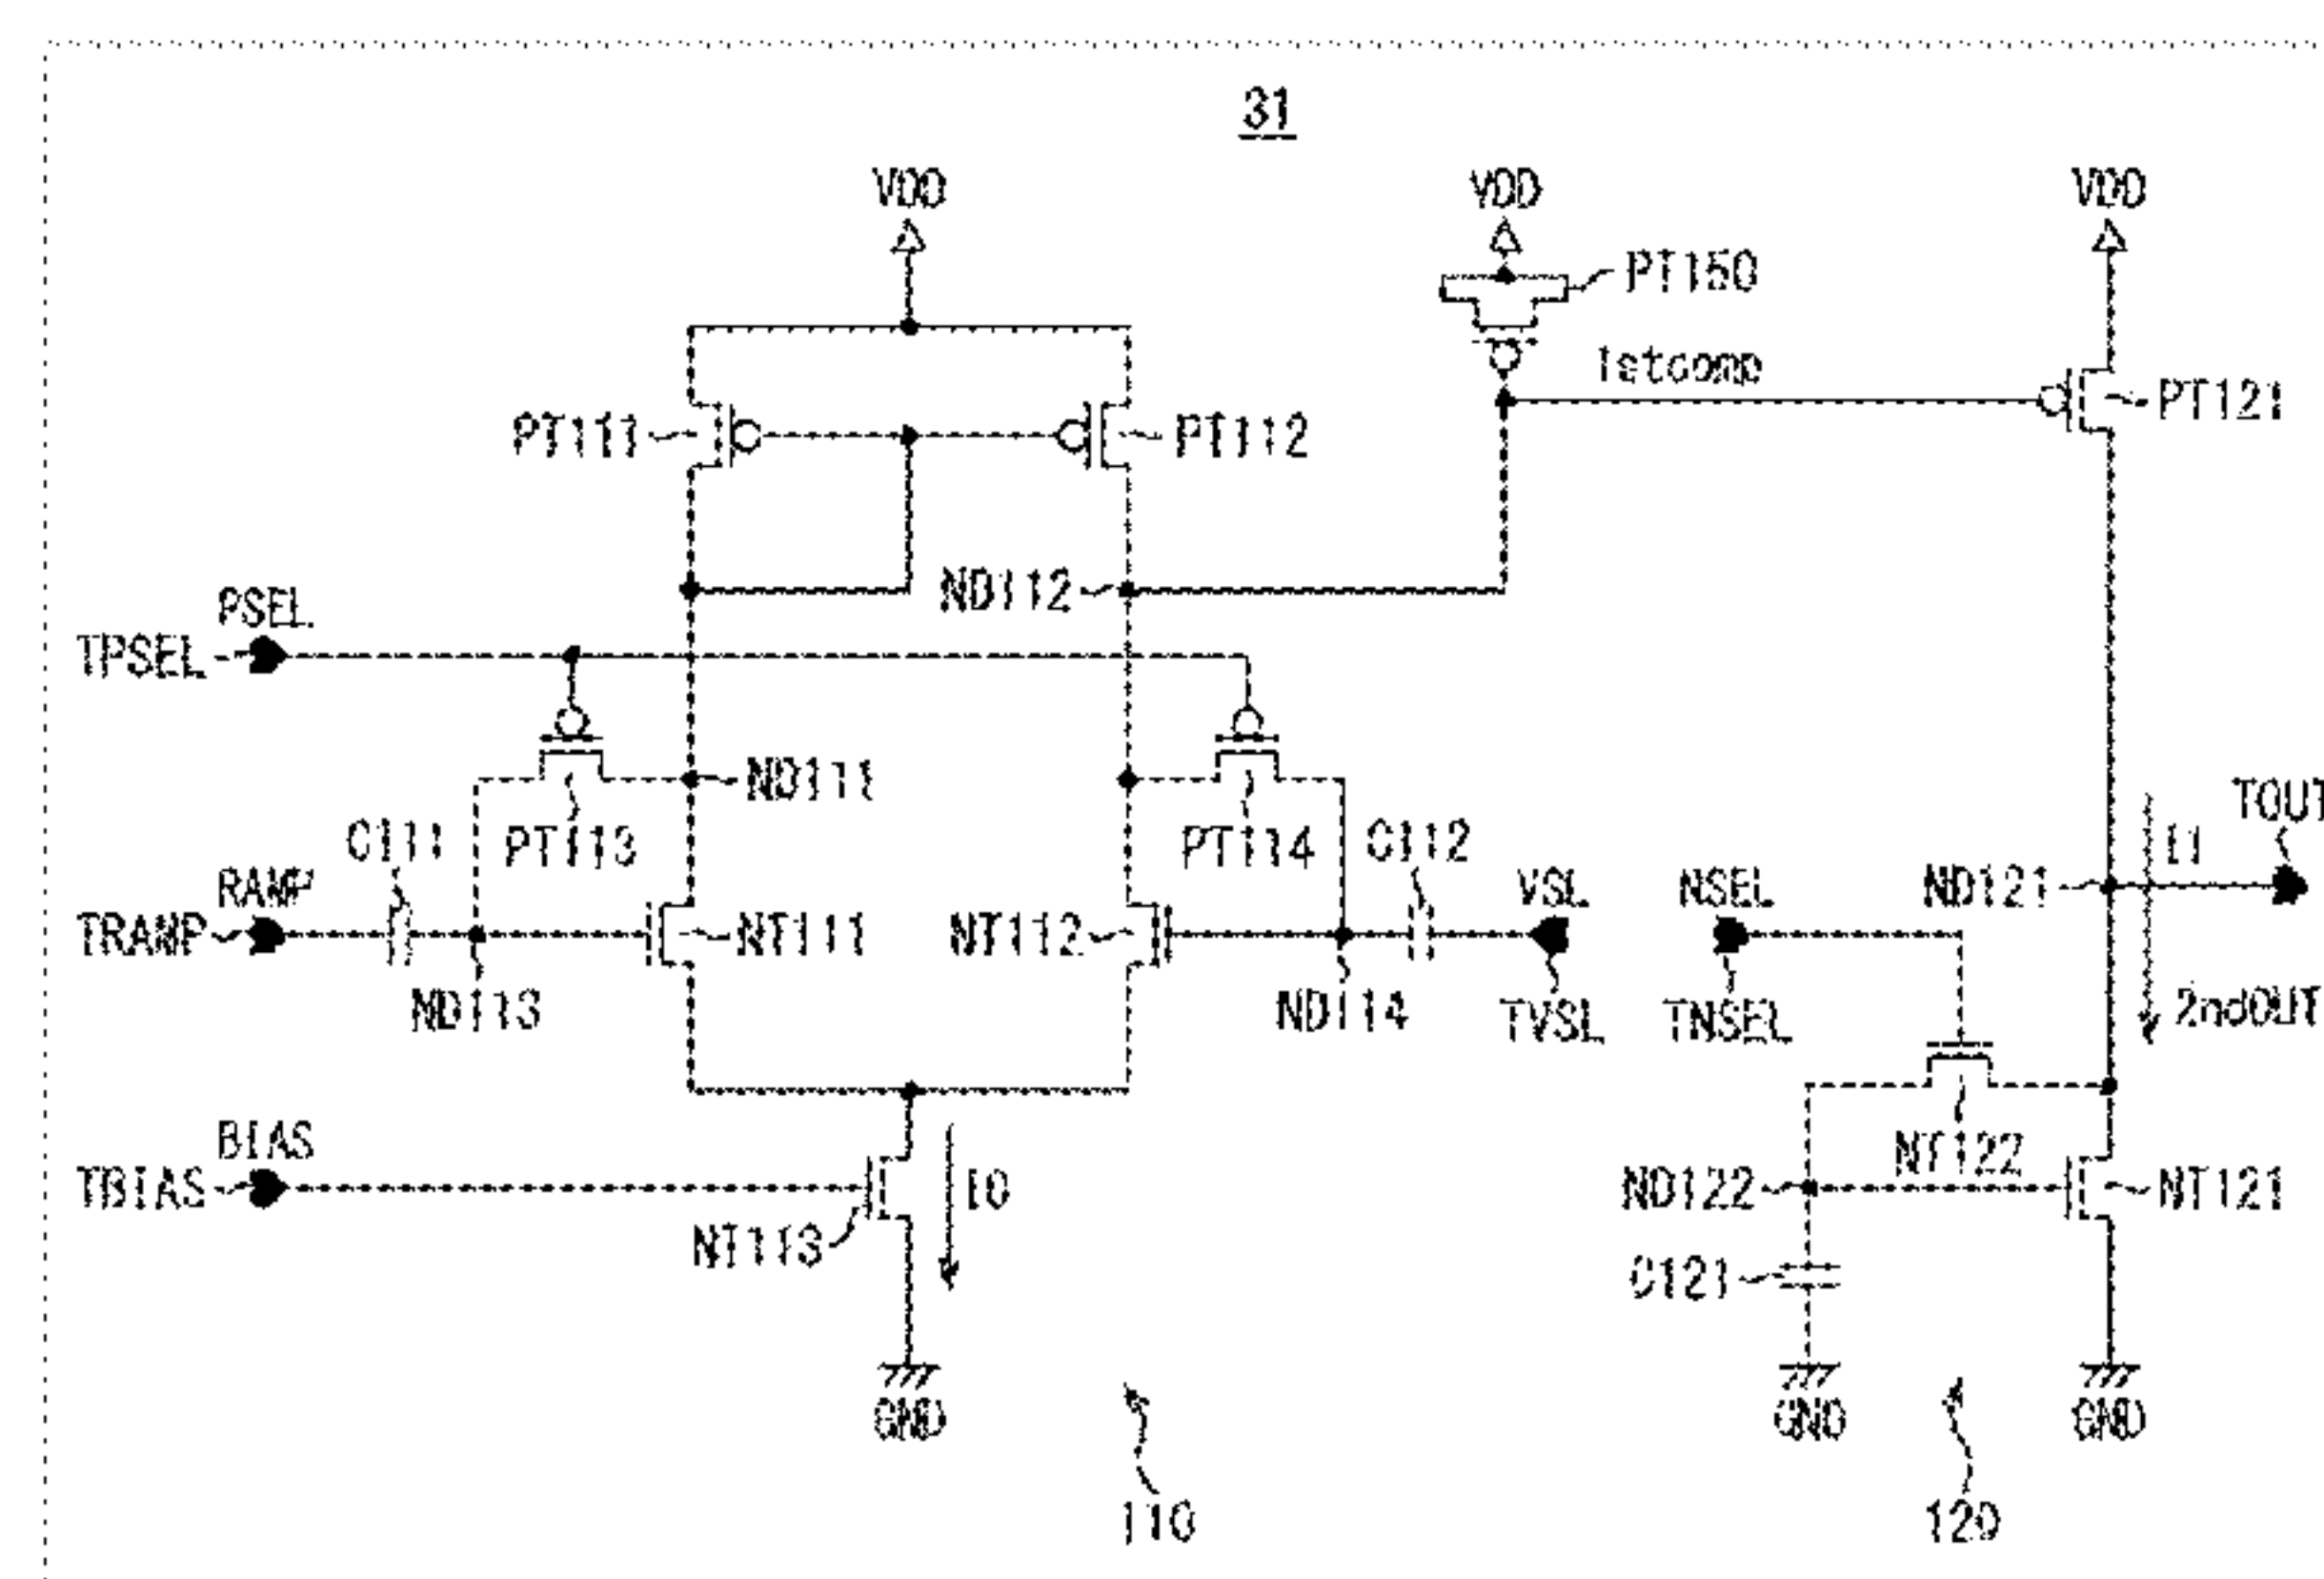 31
VDD VDD VDD
PT150
1stcomp
PT111 PT112 PT121
ND112
PSEL
TPSEL
ND111
C111 PT113 PT114 C112 I1 TOUT
RAMP VSL NSEL ND121
TRAMP NT111 NT112
ND113 ND114 TVSL TNSEL 2ndOUT
BIAS NT122
TBIAS I0 ND122 NT121
NT113
C121
GND GND GND
110 120